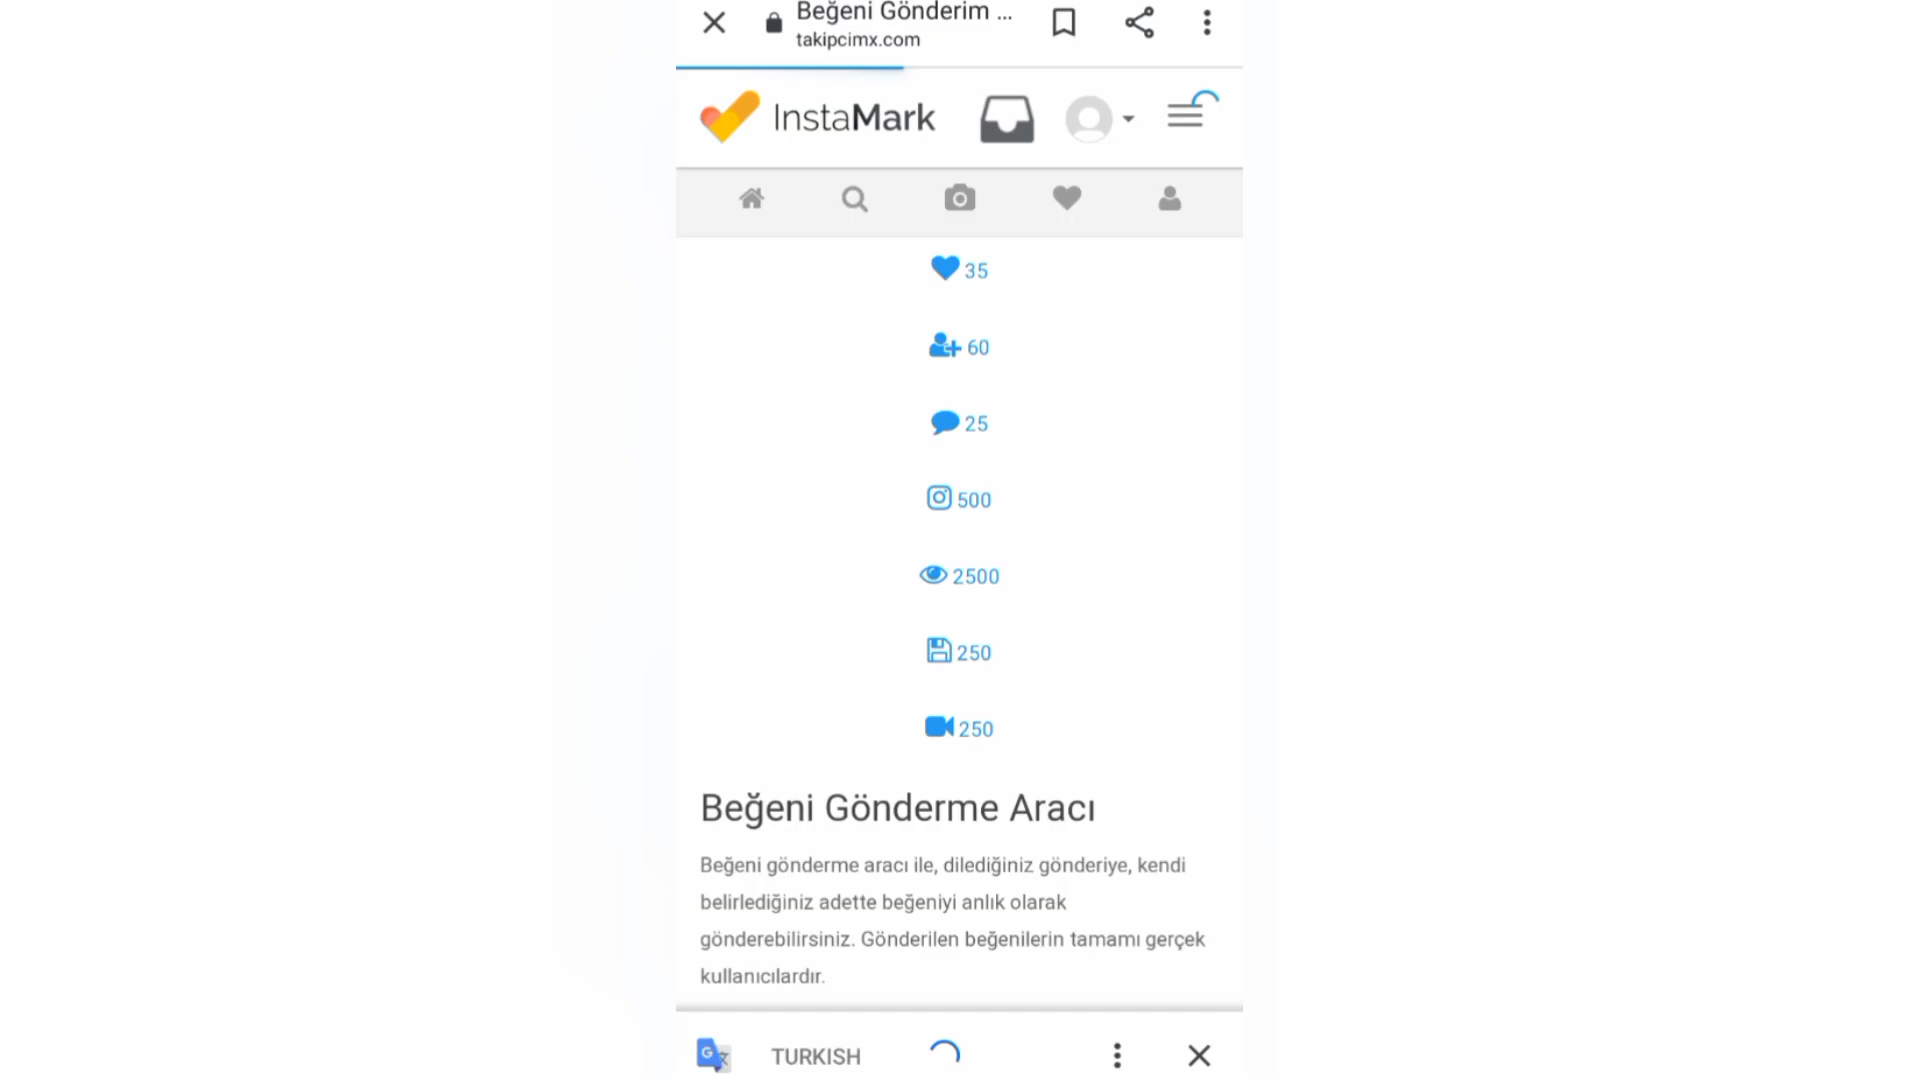 Beğeni Gönderim ...
takipcimx.com
InstaMark
35
60
25
500
2500
250
250
Beğeni Gönderme Aracı
Beğeni gönderme aracı ile, dilediğiniz gönderiye, kendi
belirlediğiniz adette beğeniyi anlık olarak
gönderebilirsiniz. Gönderilen beğenilerin tamamı gerçek
kullanıcılardır.
G 文
TURKISH